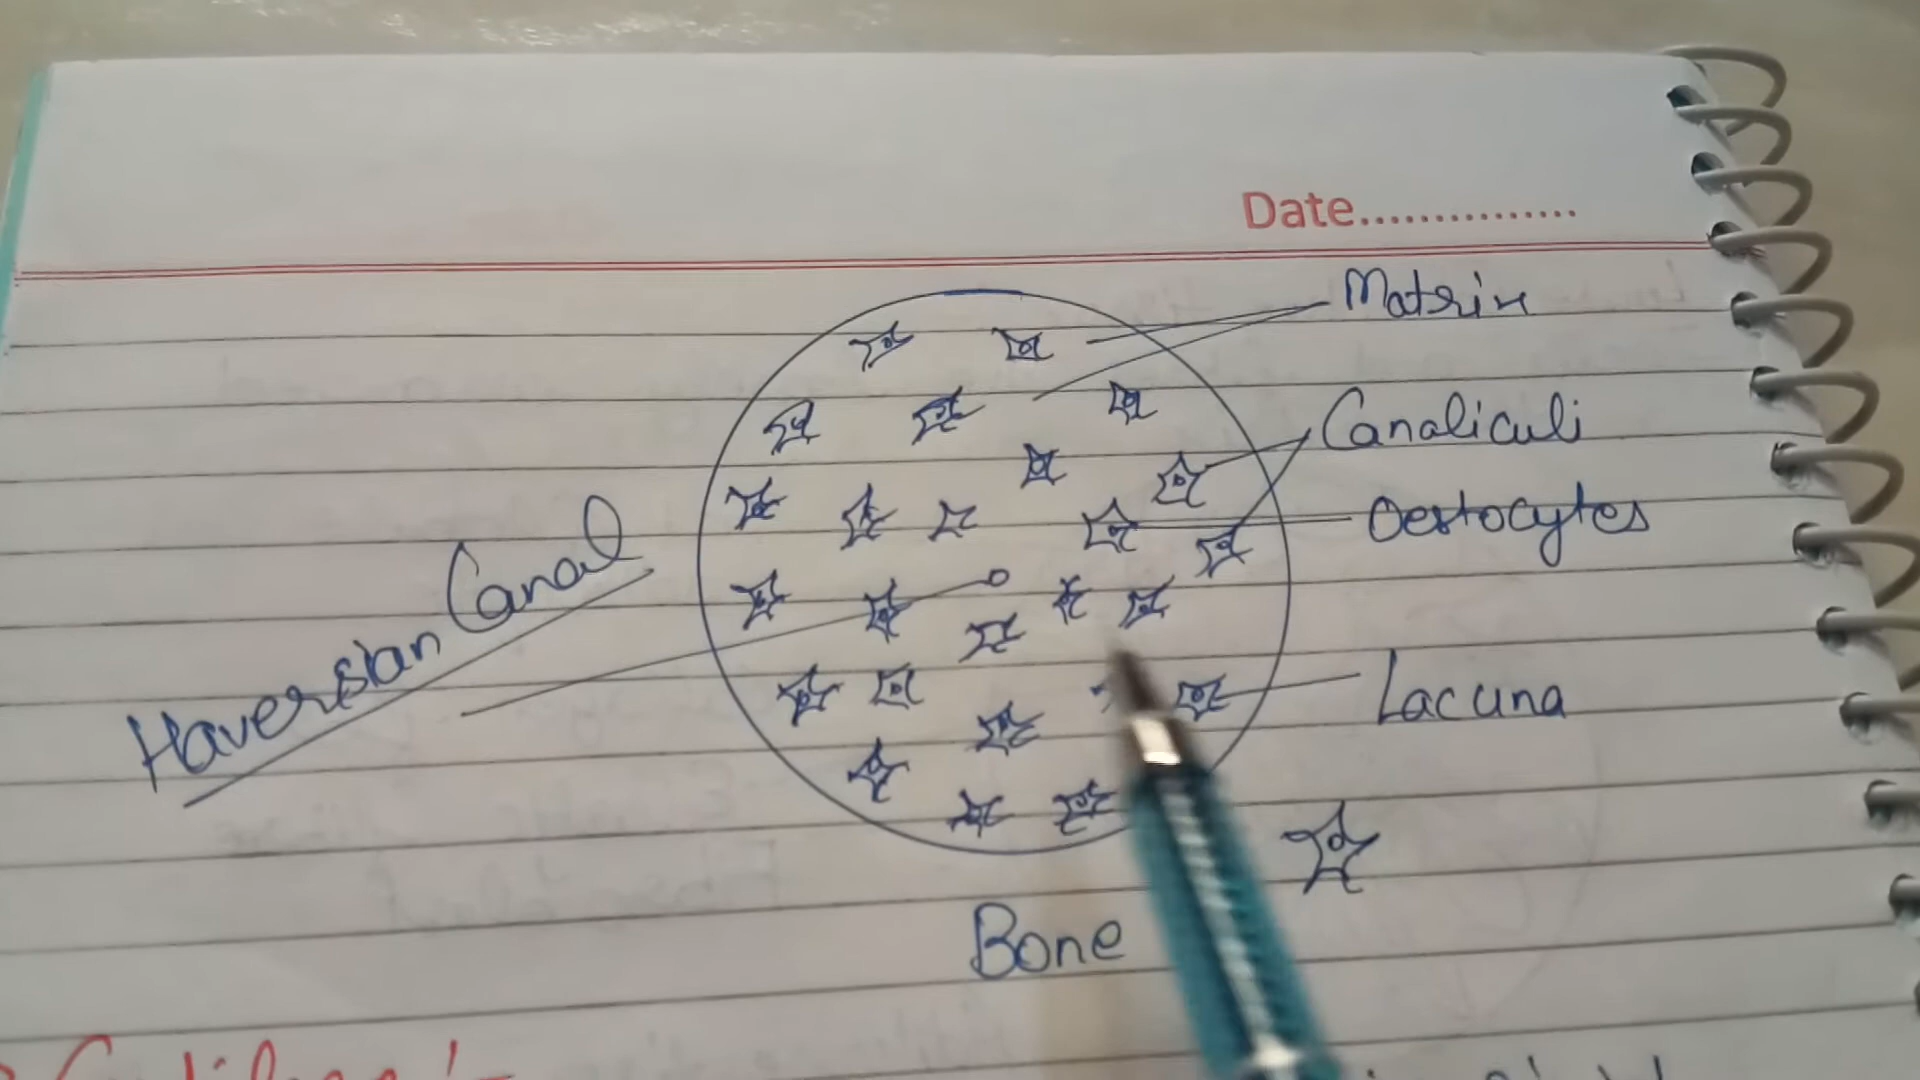 Date...............
Matrix
Canaliculi
Oestocytes
Haversian Canal
Lacuna
Bone